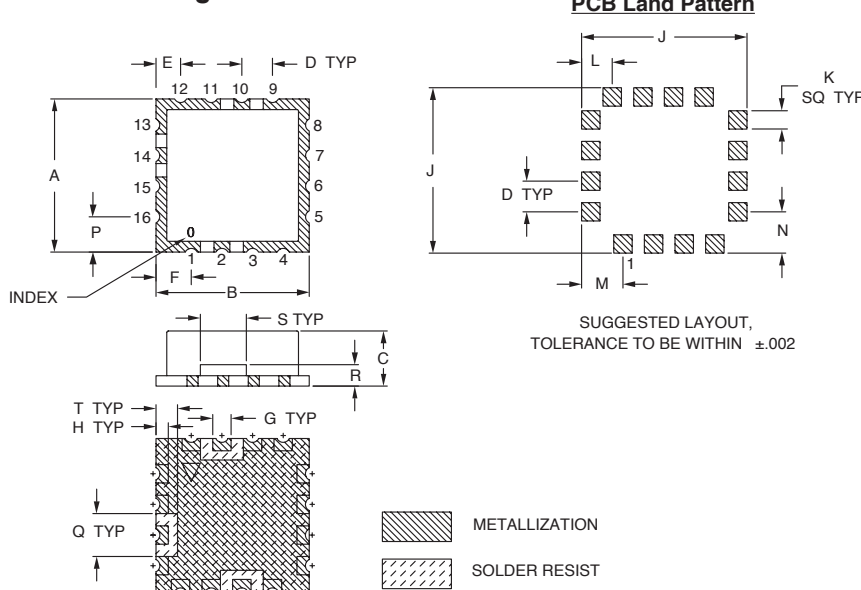 PCB Land Pattern
E
D TYP
12 11 10 9
13
14
15
16
8
7
6
5
A
P
0
1 2 3 4
F
B
INDEX
J
L
K
SQ TYP
J
D TYP
N
1
M
SUGGESTED LAYOUT,
TOLERANCE TO BE WITHIN ±.002
S TYP
C
R
T TYP
H TYP
G TYP
Q TYP
METALLIZATION
SOLDER RESIST